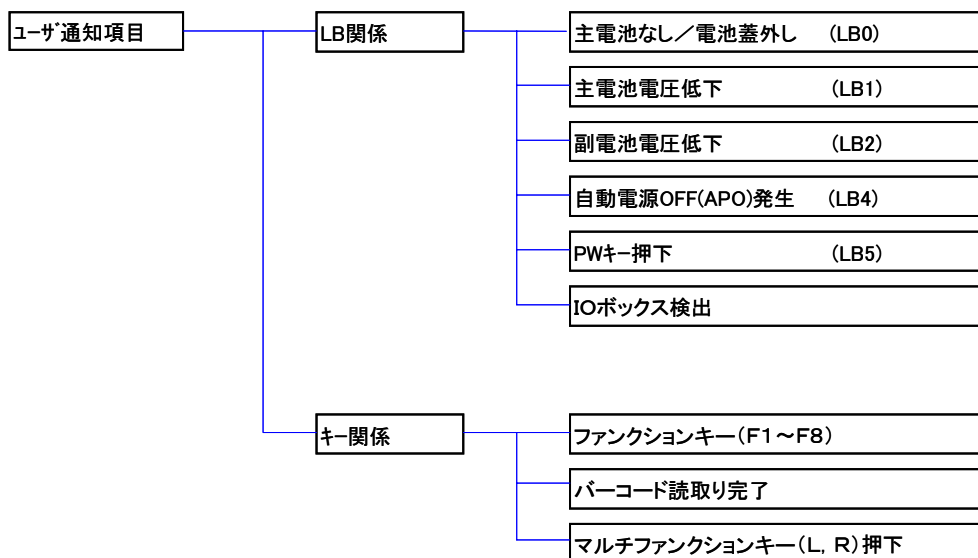 ﾕｰｻﾞ通知項目
LB関係
主電池なし／電池蓋外し (LB0)
主電池電圧低下 (LB1)
副電池電圧低下 (LB2)
自動電源OFF(APO)発生 (LB4)
PWｷｰ押下 (LB5)
IOボックス検出
ｷｰ関係
ファンクションキー（Ｆ１～Ｆ８）
バーコード読取り完了
マルチファンクションキー（Ｌ，Ｒ）押下